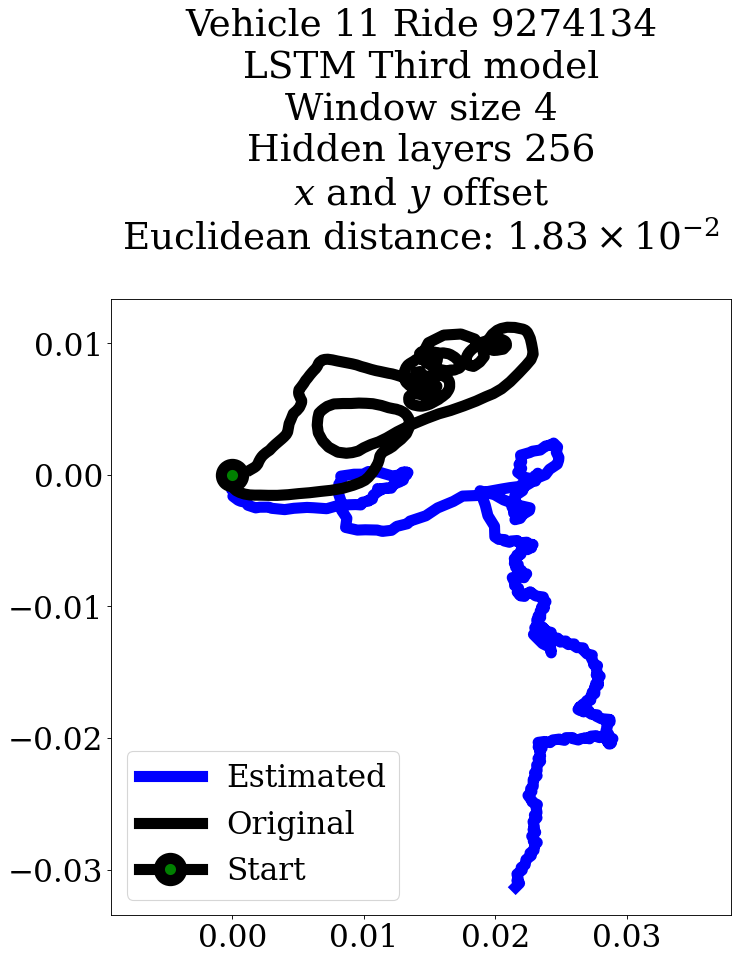 Vehicle 11 Ride 9274134
LSTM Third model
Window size 4
Hidden layers 256
x and y offset
Euclidean distance: 1.83 × 10⁻²
0.01
0.00
−0.01
−0.02
−0.03
Estimated
Original
Start
0.00 0.01 0.02 0.03